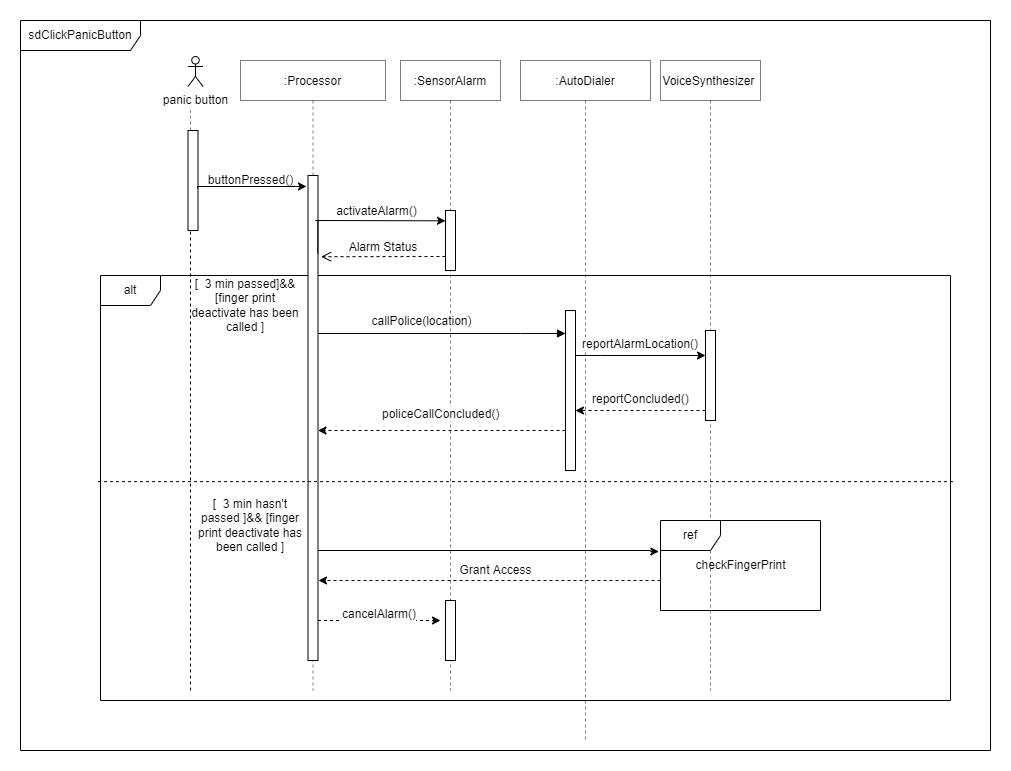 sdClickPanicButton
panic button
:Processor
:SensorAlarm
:AutoDialer
VoiceSynthesizer
buttonPressed()
activateAlarm()
Alarm Status
alt
[  3 min passed]&&
[finger print
deactivate has been
called ]
callPolice(location)
reportAlarmLocation()
reportConcluded()
policeCallConcluded()
[  3 min hasn't
passed ]&& [finger
print deactivate has
been called ]
ref
checkFingerPrint
Grant Access
cancelAlarm()